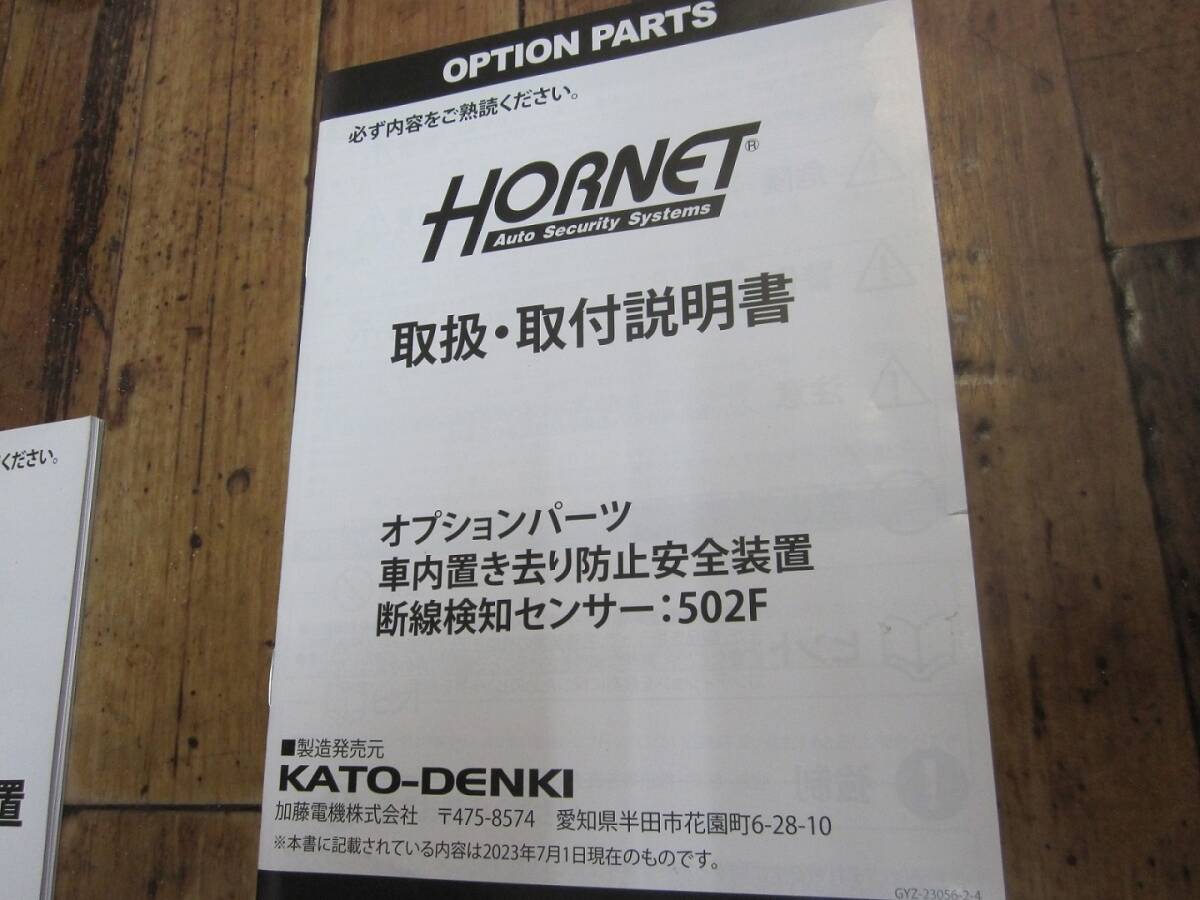 OPTION PARTS
必ず内容をご熟読ください。
HORNET®
Auto Security Systems
取扱・取付説明書
オプションパーツ
車内置き去り防止安全装置
断線検知センサー：502F
■製造発売元
KATO-DENKI
加藤電機株式会社 〒475-8574 愛知県半田市花園町6-28-10
※本書に記載されている内容は2023年7月1日現在のものです。
GYZ-23056-2-4
ください。
置